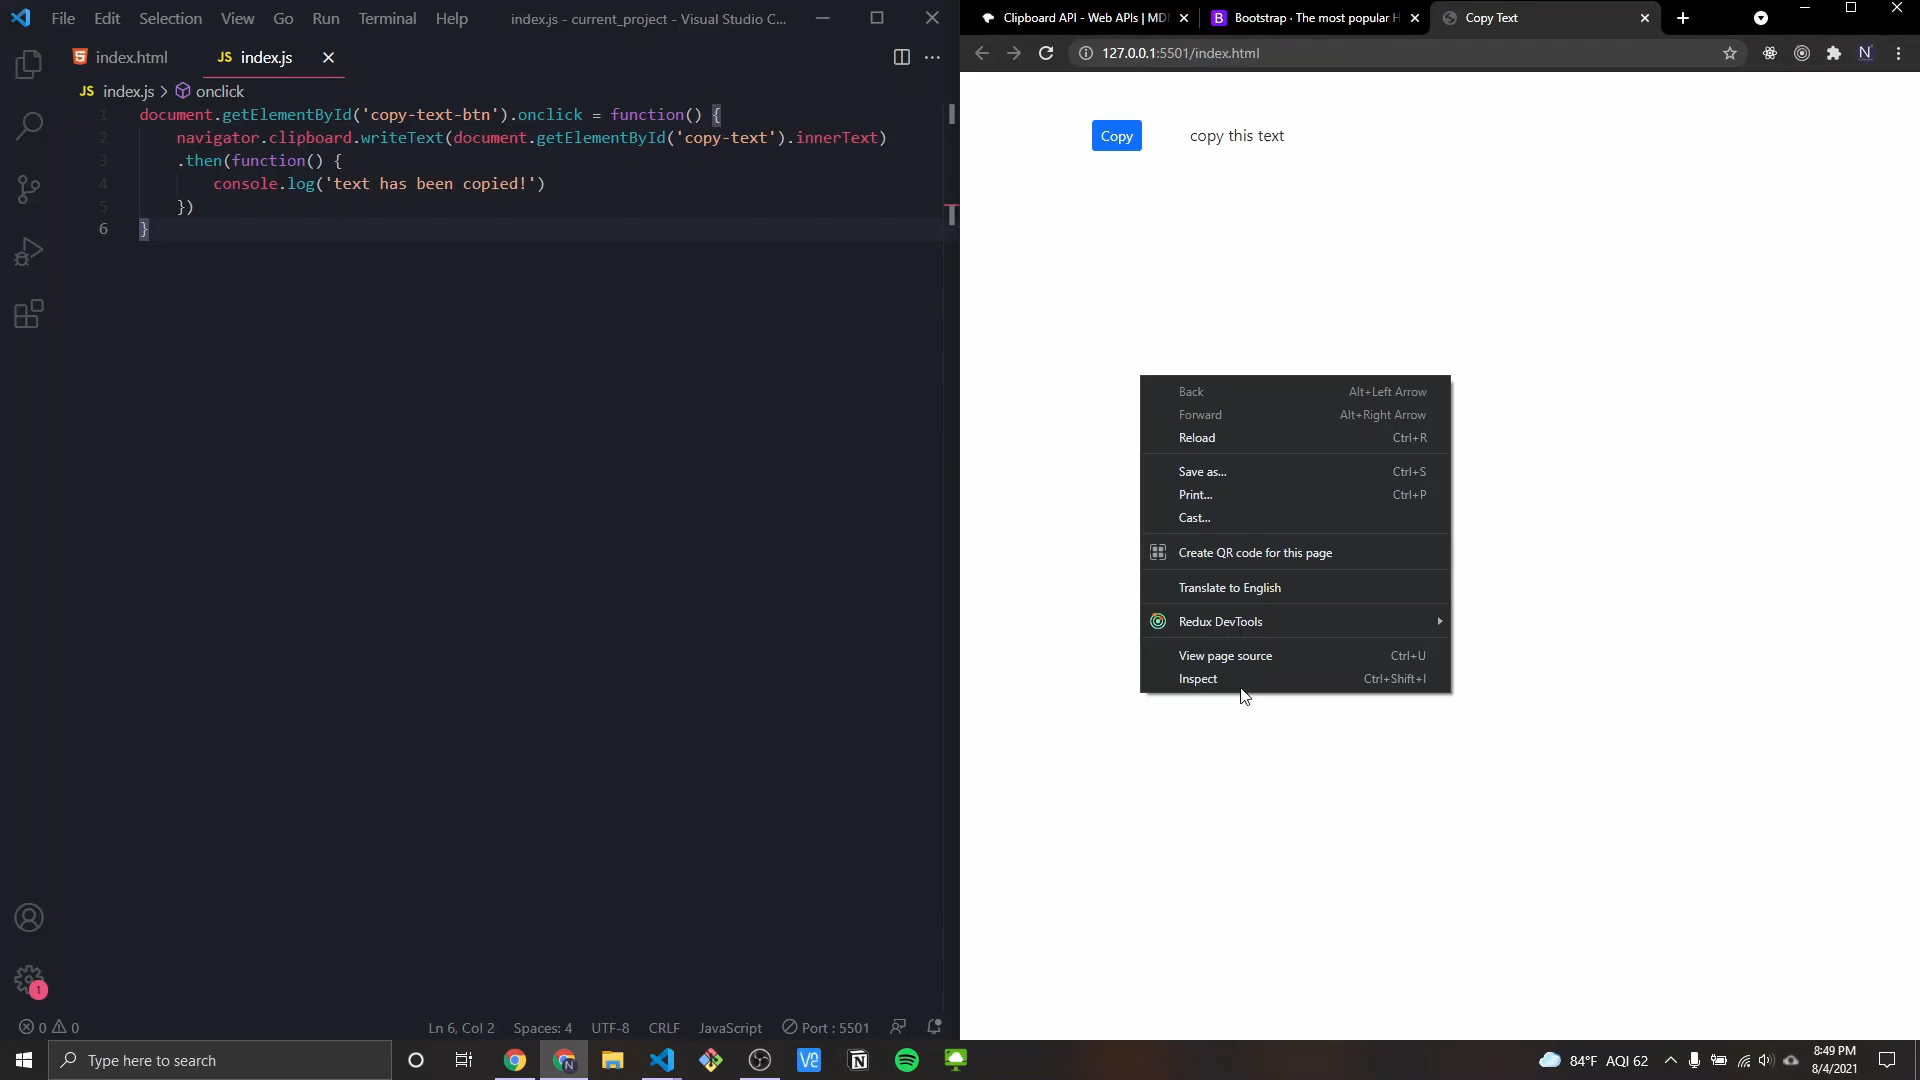 File Edit Selection View Go Run Terminal Help index.js - current_project - Visual Studio C...
index.html JS index.js
JS index.js > onclick
1 document.getElementById('copy-text-btn').onclick = function() {
2 navigator.clipboard.writeText(document.getElementById('copy-text').innerText)
3 .then(function() {
4 console.log('text has been copied!')
5 })
6 }
1
0 0 Ln 6, Col 2 Spaces: 4 UTF-8 CRLF JavaScript Port : 5501
Clipboard API - Web APIs | MD B Bootstrap · The most popular H Copy Text
127.0.0.1:5501/index.html N
Copy copy this text
Back Alt+Left Arrow
Forward Alt+Right Arrow
Reload Ctrl+R
Save as... Ctrl+S
Print... Ctrl+P
Cast...
Create QR code for this page
Translate to English
Redux DevTools
View page source Ctrl+U
Inspect Ctrl+Shift+I
Type here to search
84°F AQI 62
8:49 PM
8/4/2021